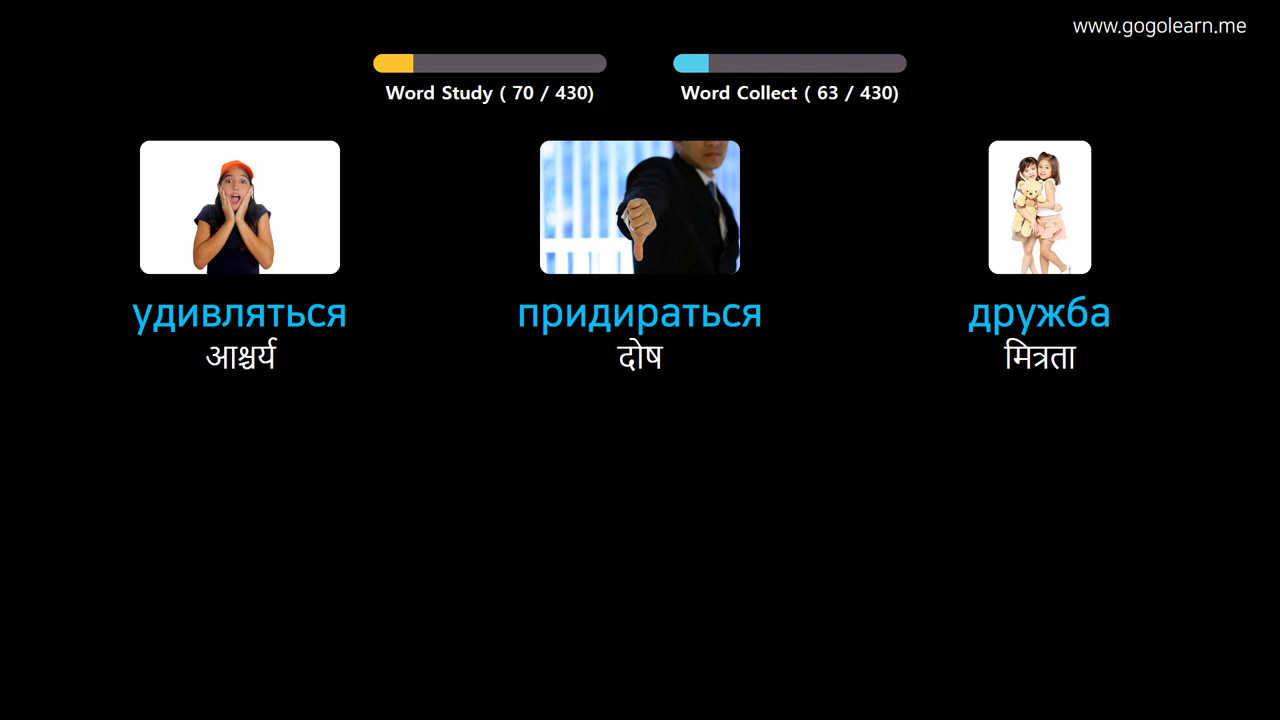 www.gogolearn.me
Word Study ( 70 / 430)
Word Collect ( 63 / 430)
удивляться
आश्चर्य
придираться
दोष
дружба
मित्रता